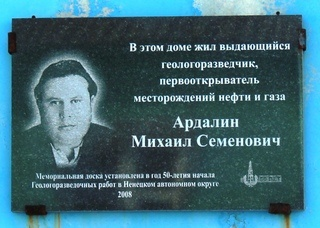 В этом доме жил выдающийся
геологоразведчик,
первооткрыватель
месторождений нефти и газа
Ардалин
Михаил Семенович
Мемориальная доска установлена в год 50-летия начала
Геологоразведочных работ в Ненецком автономном округе
2008